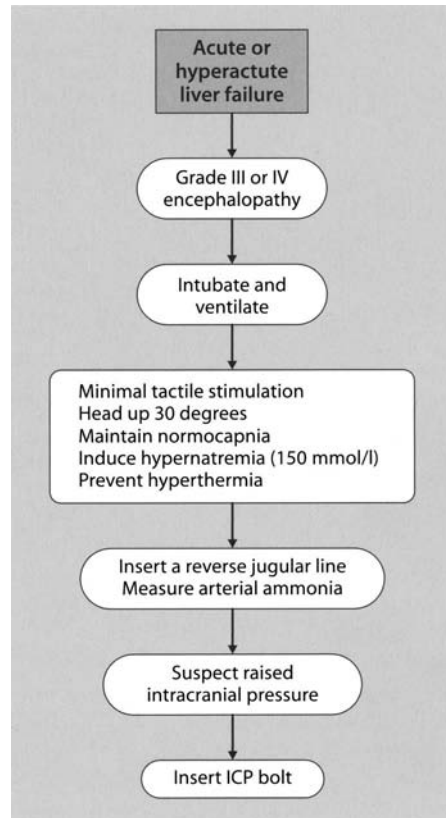 Acute or
hyperactute
liver failure
Grade III or IV
encephalopathy
Intubate and
ventilate
Minimal tactile stimulation
Head up 30 degrees
Maintain normocapnia
Induce hypernatremia (150 mmol/l)
Prevent hyperthermia
Insert a reverse jugular line
Measure arterial ammonia
Suspect raised
intracranial pressure
Insert ICP bolt